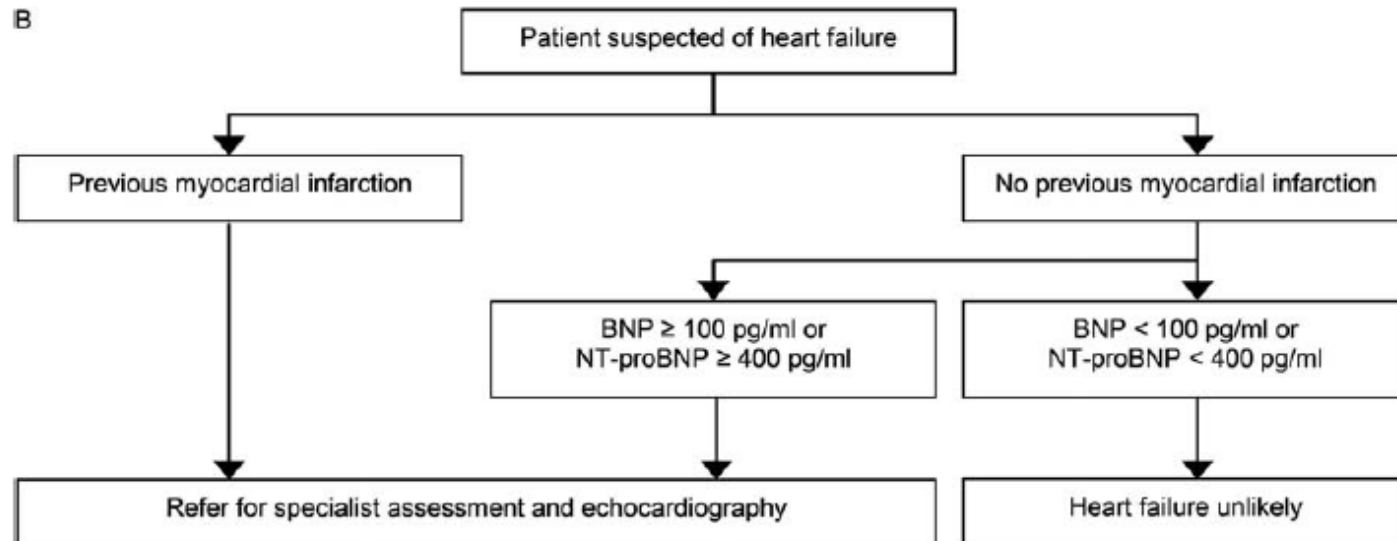 B
Patient suspected of heart failure
Previous myocardial infarction
No previous myocardial infarction
BNP ≥ 100 pg/ml or
NT-proBNP ≥ 400 pg/ml
BNP < 100 pg/ml or
NT-proBNP < 400 pg/ml
Refer for specialist assessment and echocardiography
Heart failure unlikely